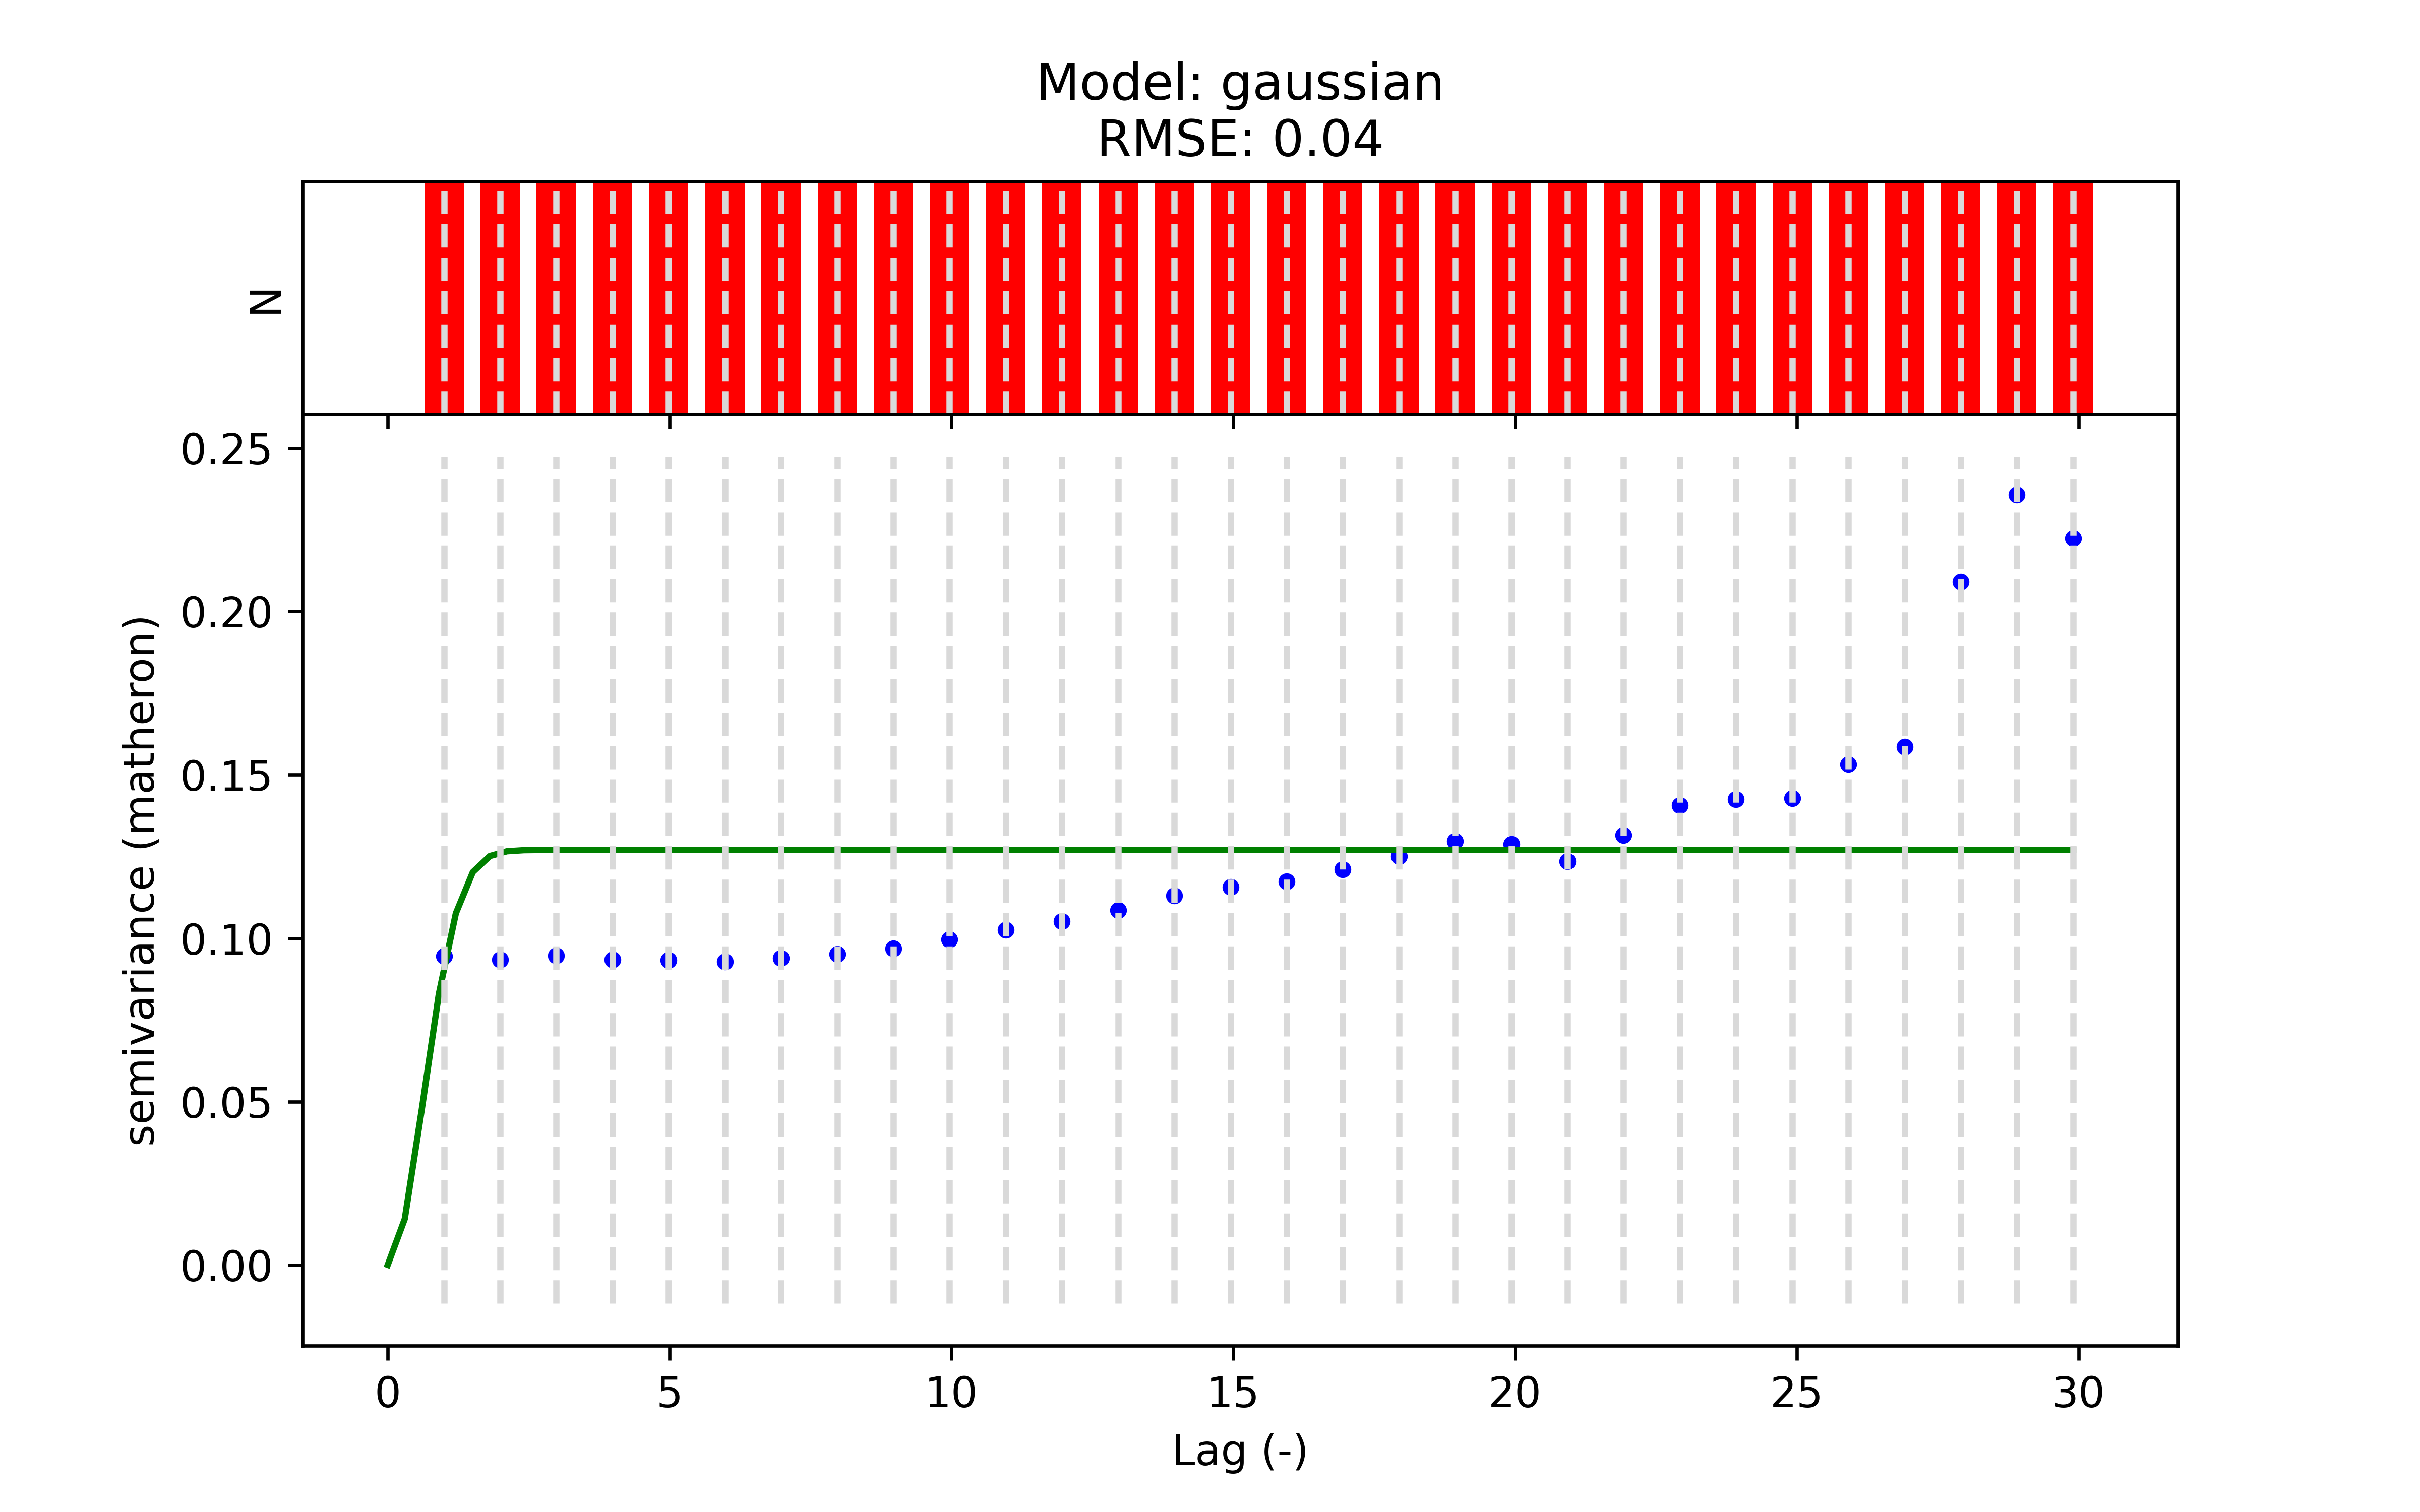 Model: gaussian
RMSE: 0.04
N
0.25
0.20
0.15
0.10
0.05
0.00
semivariance (matheron)
0 5 10 15 20 25 30
Lag (-)